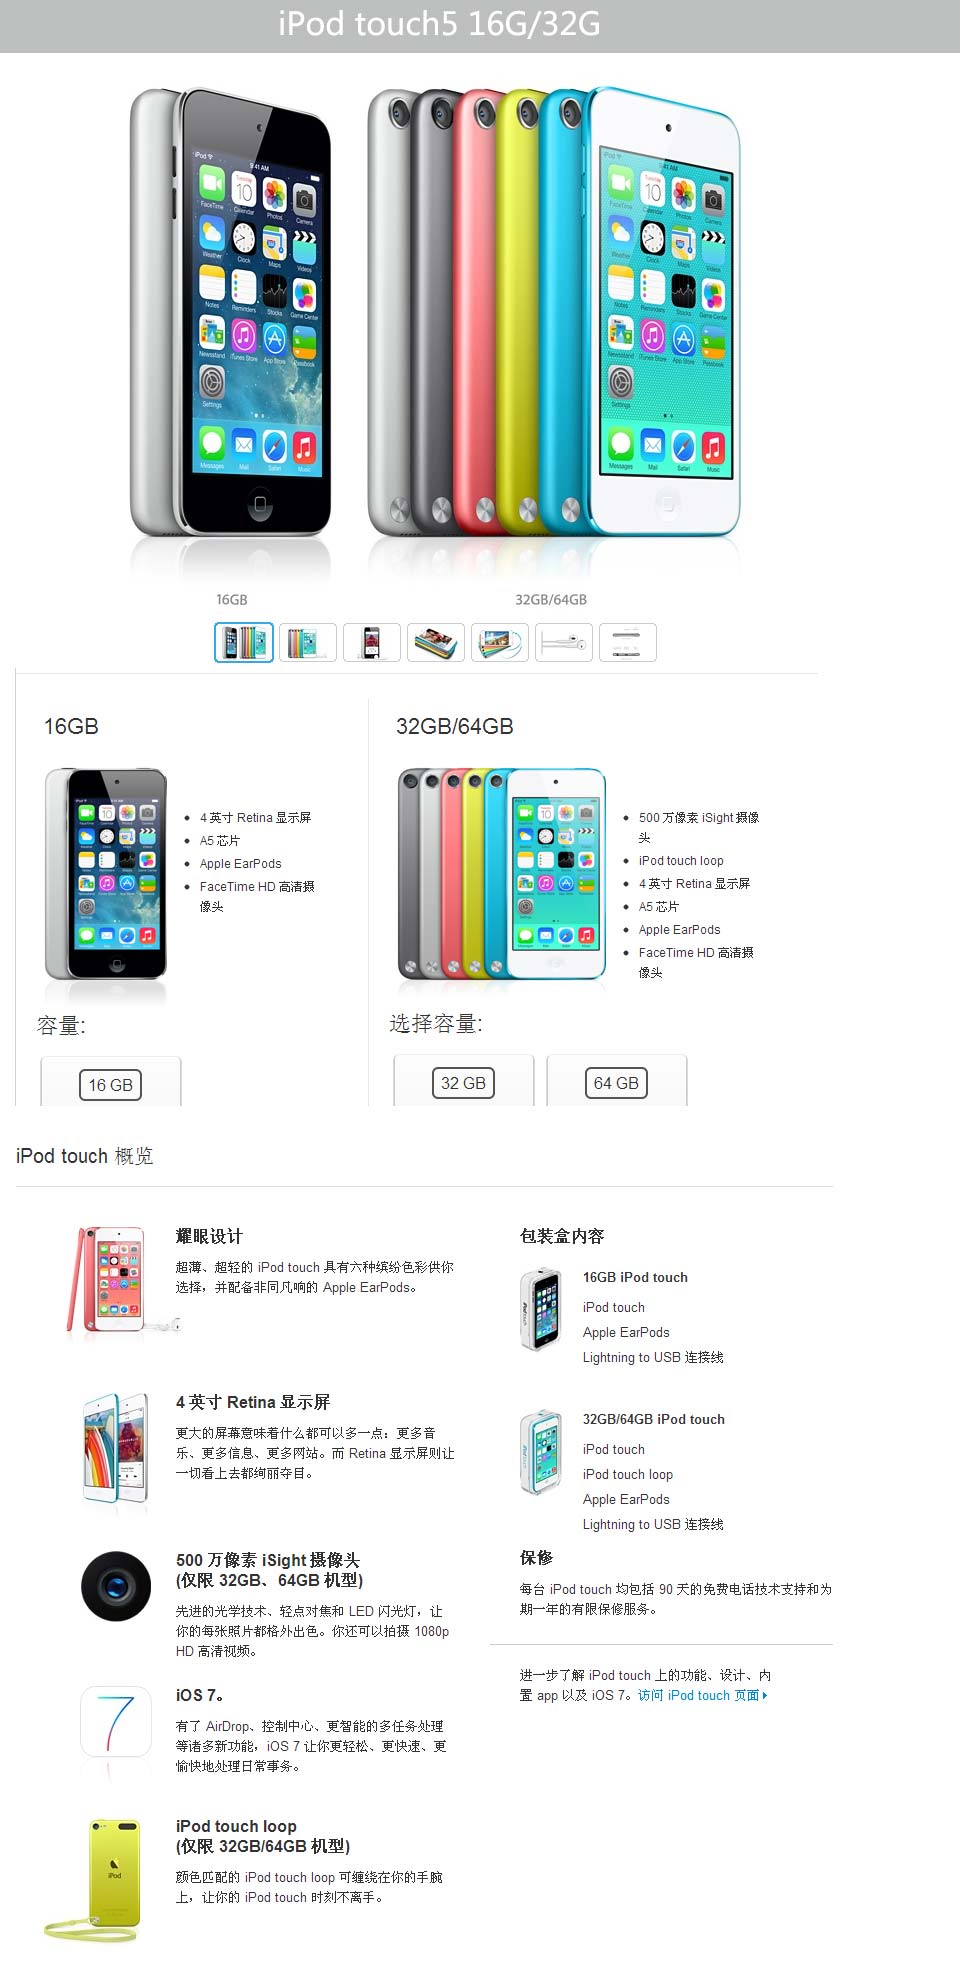 iPod touch5 16G/32G
16GB
32GB/64GB
16GB
4 英寸 Retina 显示屏
A5 芯片
Apple EarPods
FaceTime HD 高清摄
像头
容量:
16 GB
32GB/64GB
500 万像素 iSight 摄像
头
iPod touch loop
4 英寸 Retina 显示屏
A5 芯片
Apple EarPods
FaceTime HD 高清摄
像头
选择容量:
32 GB
64 GB
iPod touch 概览
耀眼设计
超薄、超轻的 iPod touch 具有六种缤纷色彩供你
选择，并配备非同凡响的 Apple EarPods。
4 英寸 Retina 显示屏
更大的屏幕意味着什么都可以多一点：更多音
乐、更多信息、更多网站。而 Retina 显示屏则让
一切看上去都绚丽夺目。
500 万像素 iSight 摄像头
(仅限 32GB、64GB 机型)
先进的光学技术、轻点对焦和 LED 闪光灯，让
你的每张照片都格外出色。你还可以拍摄 1080p
HD 高清视频。
iOS 7。
有了 AirDrop、控制中心、更智能的多任务处理
等诸多新功能，iOS 7 让你更轻松、更快速、更
愉快地处理日常事务。
iPod touch loop
(仅限 32GB/64GB 机型)
颜色匹配的 iPod touch loop 可缠绕在你的手腕
上，让你的 iPod touch 时刻不离手。
包装盒内容
16GB iPod touch
iPod touch
Apple EarPods
Lightning to USB 连接线
32GB/64GB iPod touch
iPod touch
iPod touch loop
Apple EarPods
Lightning to USB 连接线
保修
每台 iPod touch 均包括 90 天的免费电话技术支持和为
期一年的有限保修服务。
进一步了解 iPod touch 上的功能、设计、内
置 app 以及 iOS 7。访问 iPod touch 页面